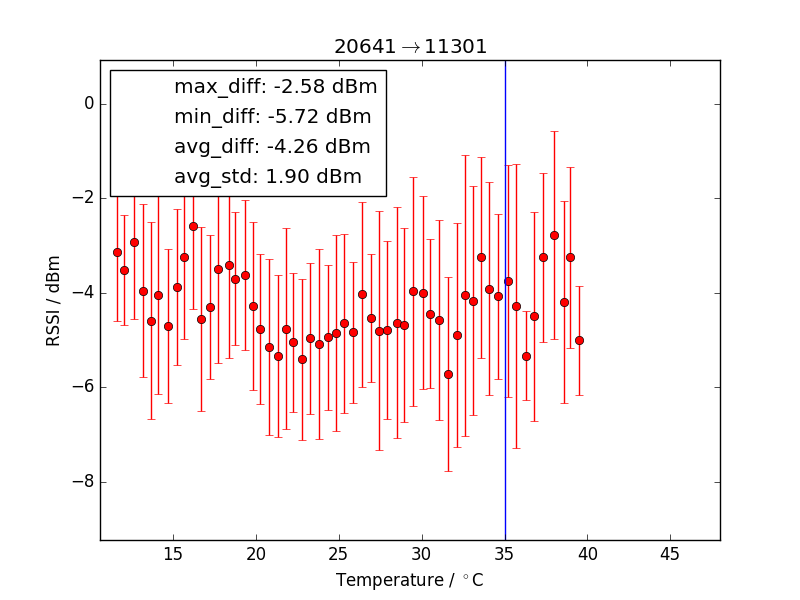 20641→11301
max_diff: -2.58 dBm
min_diff: -5.72 dBm
avg_diff: -4.26 dBm
avg_std: 1.90 dBm
0
−2
−4
−6
−8
RSSI / dBm
15 20 25 30 35 40 45
Temperature / °C